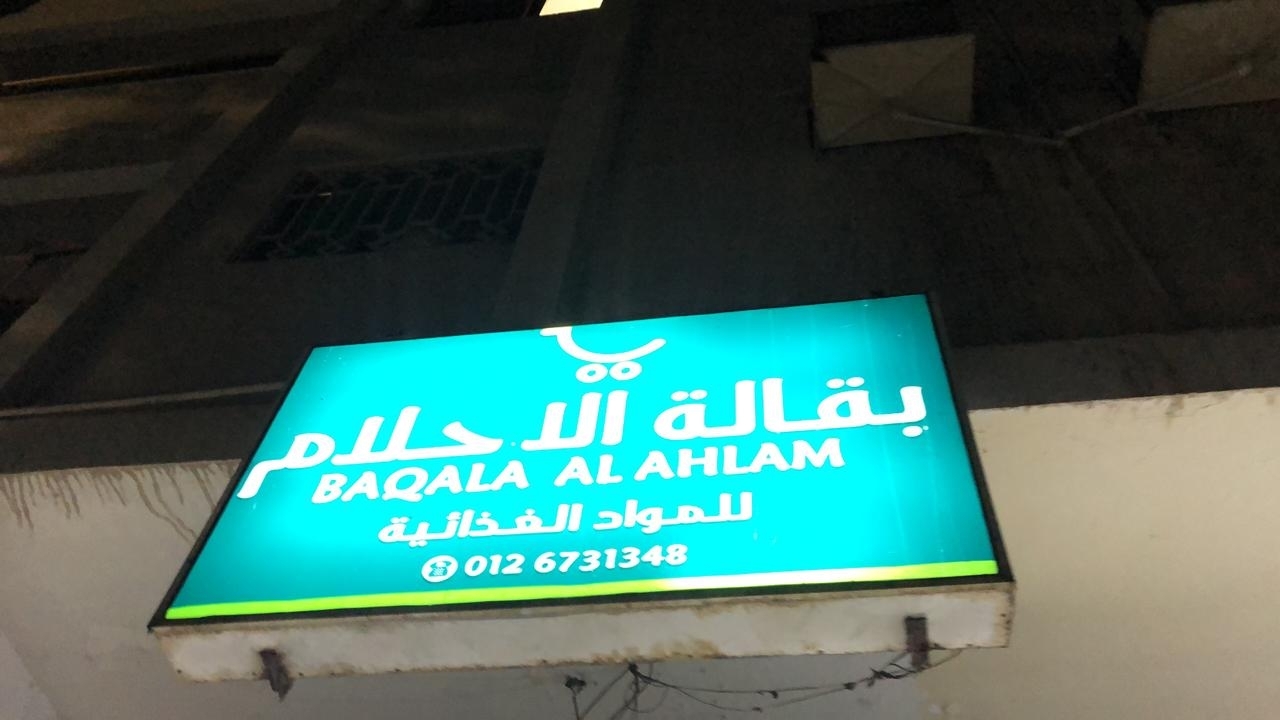 بقالة الاحلام
BAQALA AL AHLAM
للمواد الغذائية
012 6731348